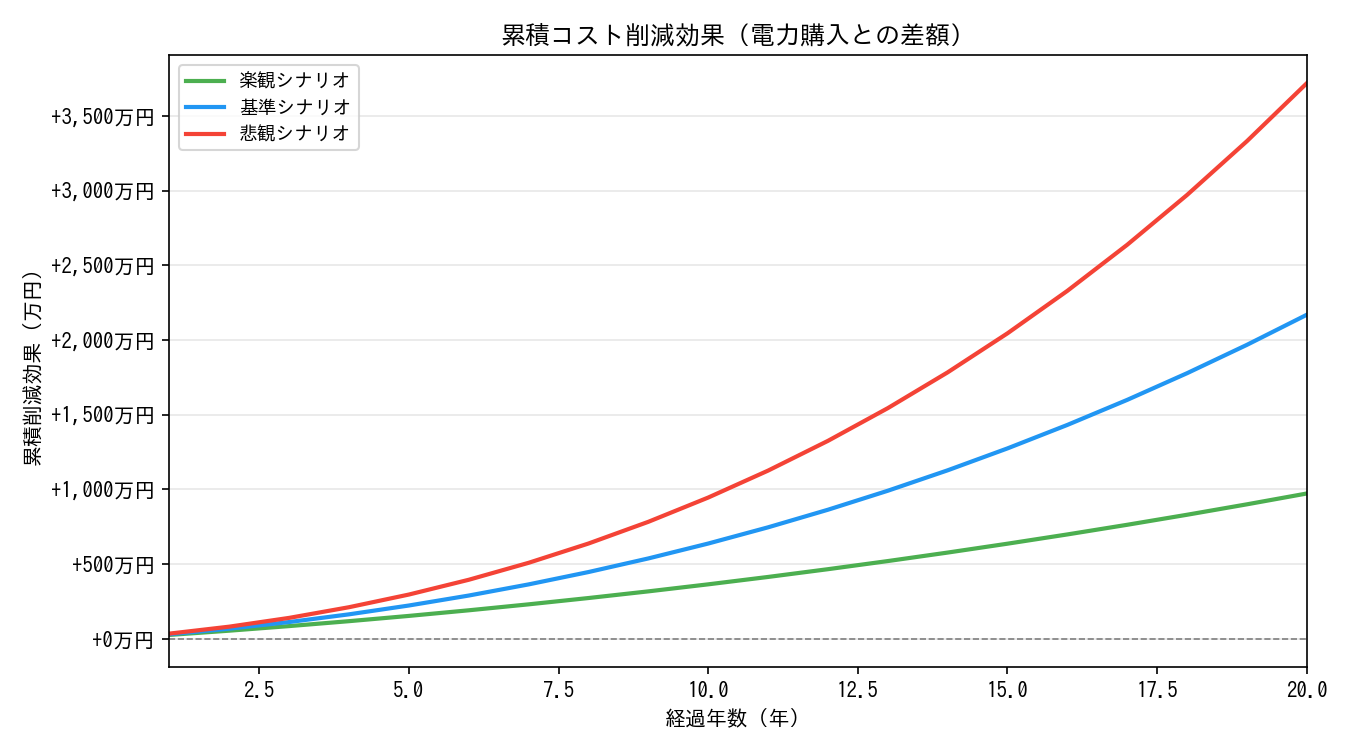 累積コスト削減効果（電力購入との差額）
楽観シナリオ
基準シナリオ
悲観シナリオ
+3,500万円
+3,000万円
+2,500万円
+2,000万円
+1,500万円
+1,000万円
+500万円
+0万円
累積削減効果（万円）
2.5 5.0 7.5 10.0 12.5 15.0 17.5 20.0
経過年数（年）